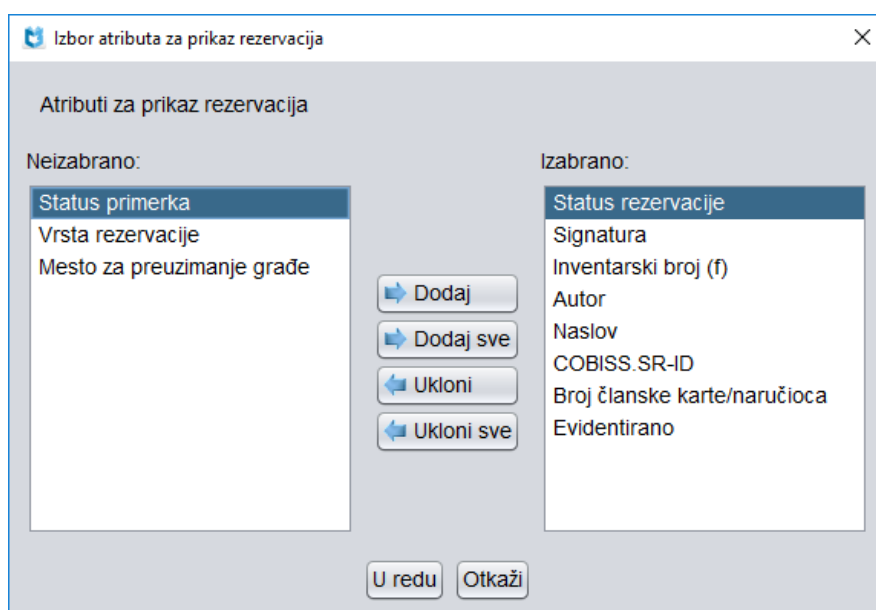 Izbor atributa za prikaz rezervacija
Atributi za prikaz rezervacija
Neizabrano:
Status primerka
Vrsta rezervacije
Mesto za preuzimanje građe
Dodaj
Dodaj sve
Ukloni
Ukloni sve
Izabrano:
Status rezervacije
Signatura
Inventarski broj (f)
Autor
Naslov
COBISS.SR-ID
Broj članske karte/naručioca
Evidentirano
U redu
Otkaži